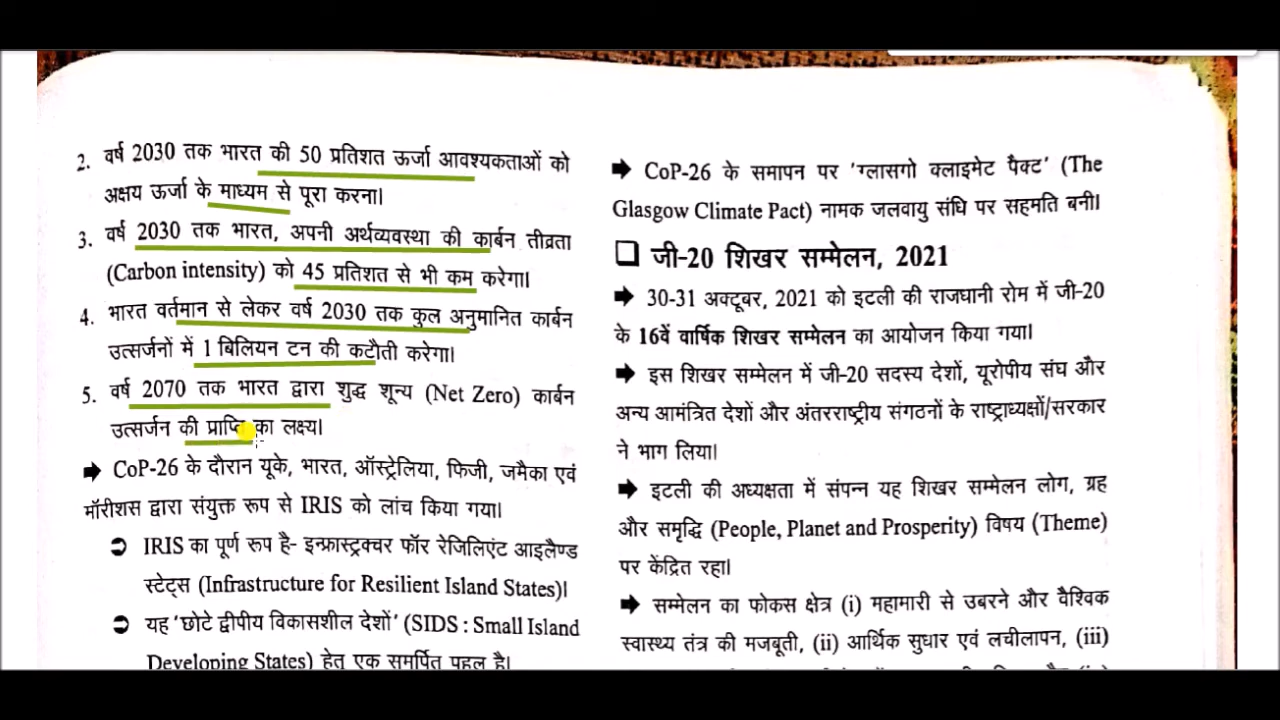 2. वर्ष 2030 तक भारत की 50 प्रतिशत ऊर्जा आवश्यकताओं को
अक्षय ऊर्जा के माध्यम से पूरा करना।
3. वर्ष 2030 तक भारत, अपनी अर्थव्यवस्था की कार्बन तीव्रता
(Carbon intensity) को 45 प्रतिशत से भी कम करेगा।
4. भारत वर्तमान से लेकर वर्ष 2030 तक कुल अनुमानित कार्बन
उत्सर्जनों में 1 बिलियन टन की कटौती करेगा।
5. वर्ष 2070 तक भारत द्वारा शुद्ध शून्य (Net Zero) कार्बन
उत्सर्जन की प्राप्ति का लक्ष्य।
➡ CoP-26 के दौरान यूके, भारत, ऑस्ट्रेलिया, फिजी, जमैका एवं
मॉरीशस द्वारा संयुक्त रूप से IRIS को लांच किया गया।
➲ IRIS का पूर्ण रूप है- इन्फ्रास्ट्रक्चर फॉर रेजिलिएंट आइलैण्ड
स्टेट्स (Infrastructure for Resilient Island States)।
➲ यह 'छोटे द्वीपीय विकासशील देशों' (SIDS : Small Island
Developing States) हेतु एक समर्पित पहल है।
➡ CoP-26 के समापन पर 'ग्लासगो क्लाइमेट पैक्ट' (The
Glasgow Climate Pact) नामक जलवायु संधि पर सहमति बनी।
❑ जी-20 शिखर सम्मेलन, 2021
➡ 30-31 अक्टूबर, 2021 को इटली की राजधानी रोम में जी-20
के 16वें वार्षिक शिखर सम्मेलन का आयोजन किया गया।
➡ इस शिखर सम्मेलन में जी-20 सदस्य देशों, यूरोपीय संघ और
अन्य आमंत्रित देशों और अंतरराष्ट्रीय संगठनों के राष्ट्राध्यक्षों/सरकार
ने भाग लिया।
➡ इटली की अध्यक्षता में संपन्न यह शिखर सम्मेलन लोग, ग्रह
और समृद्धि (People, Planet and Prosperity) विषय (Theme)
पर केंद्रित रहा।
➡ सम्मेलन का फोकस क्षेत्र (i) महामारी से उबरने और वैश्विक
स्वास्थ्य तंत्र की मजबूती, (ii) आर्थिक सुधार एवं लचीलापन, (iii)